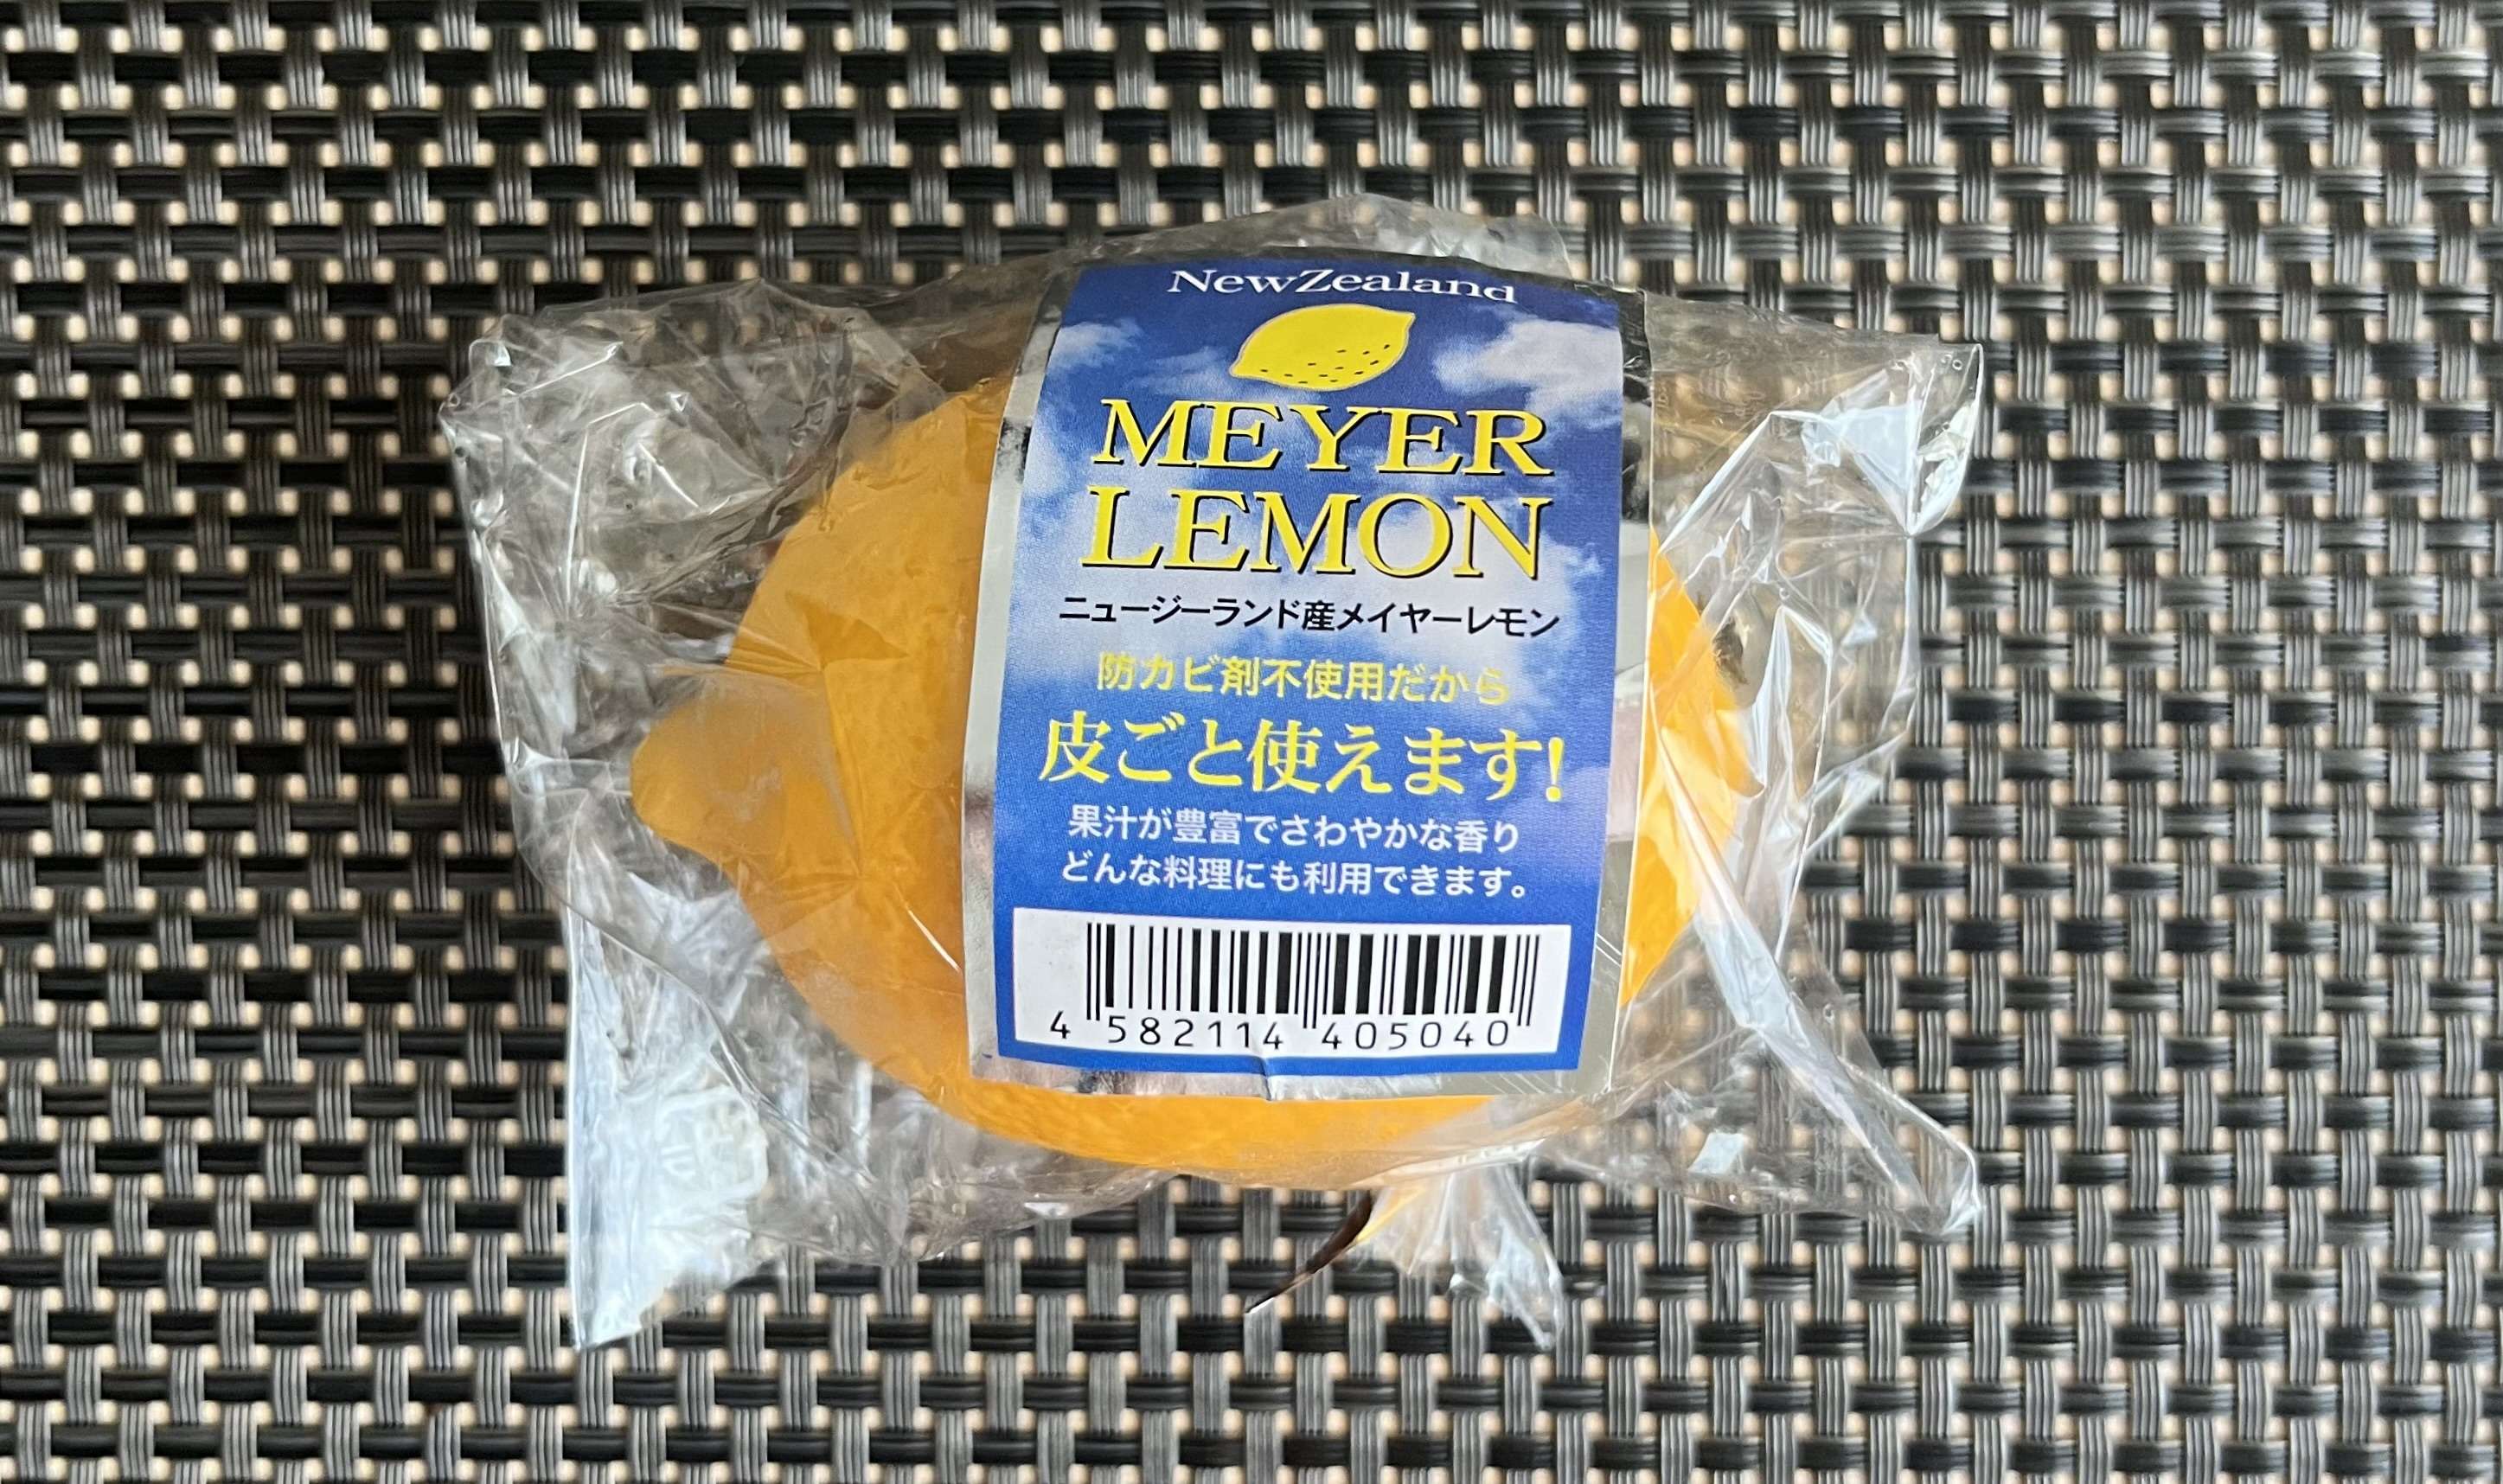 NewZealand
MEYER
LEMON
ニュージーランド産メイヤーレモン
防カビ剤不使用だから
皮ごと使えます!
果汁が豊富でさわやかな香り
どんな料理にも利用できます。
4 582114 405040